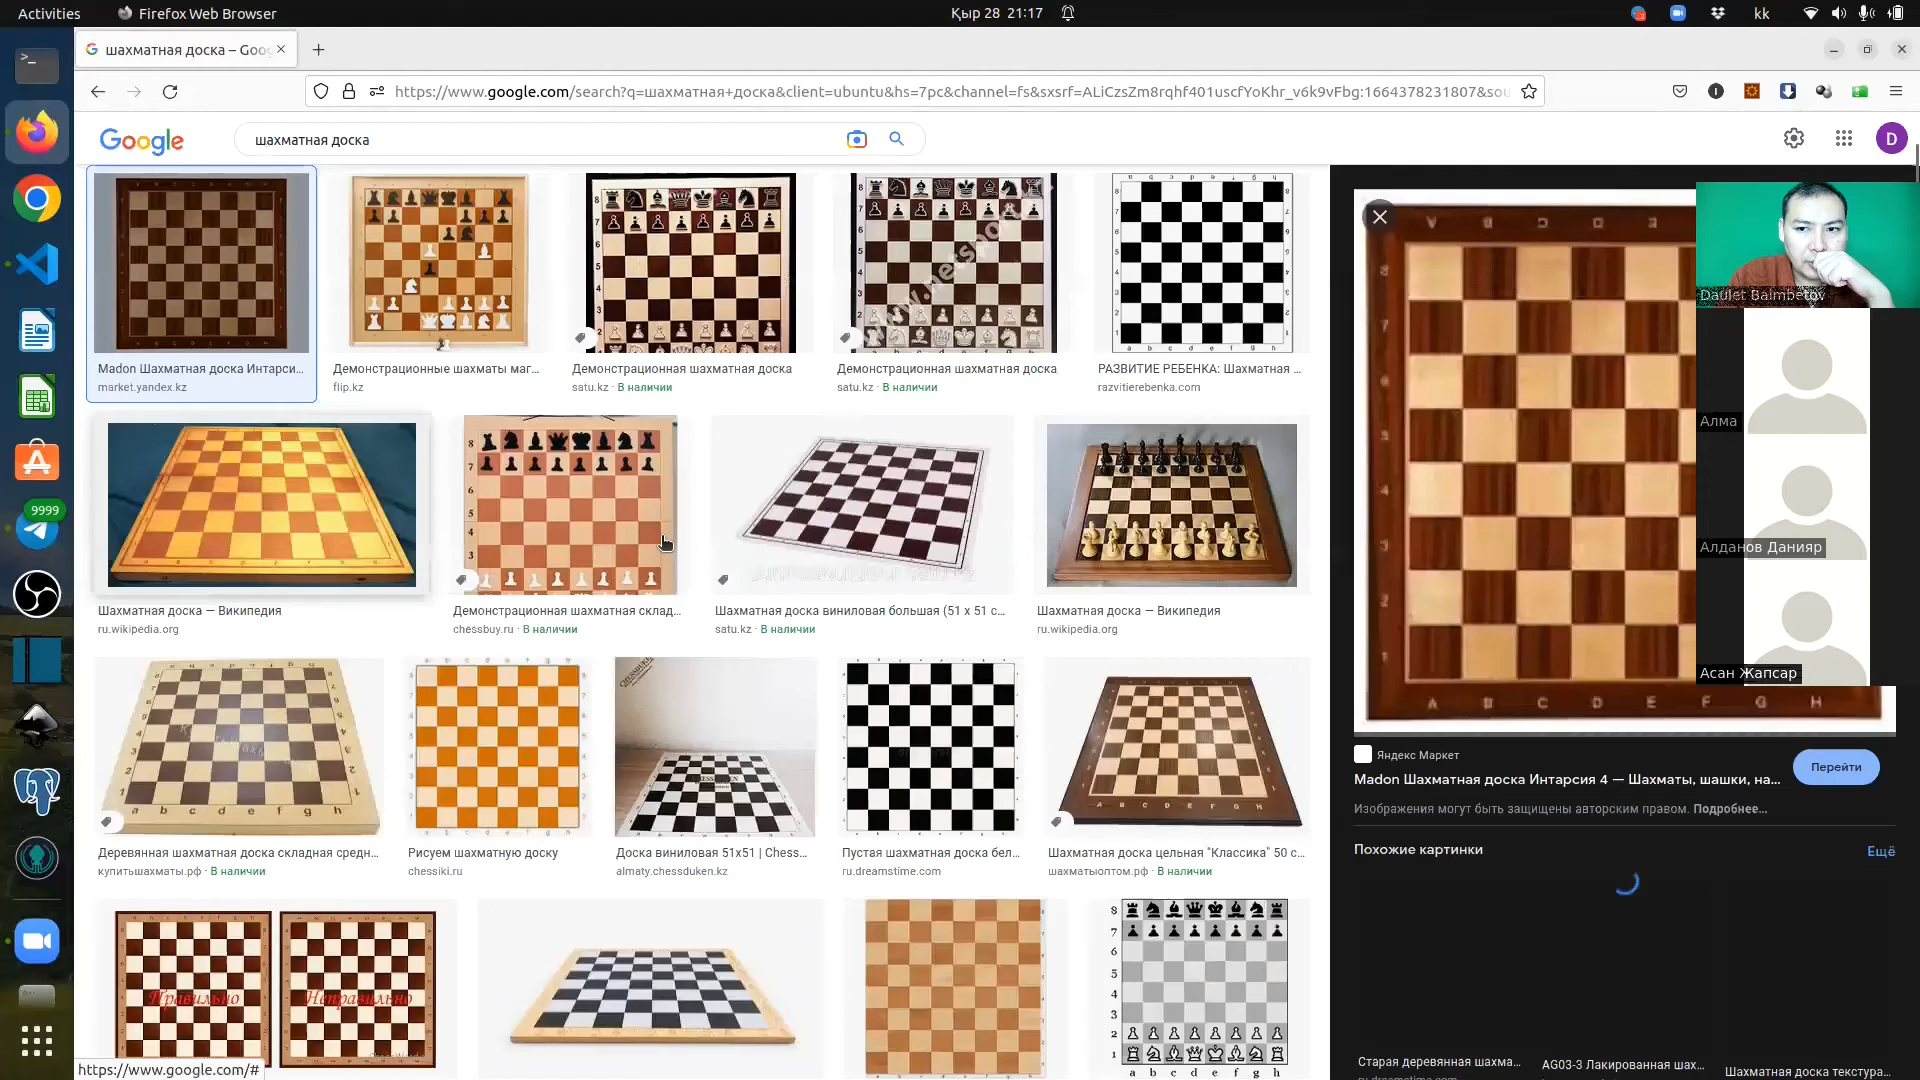 Activities
Firefox Web Browser
Қыр 28 21:17
kk
шахматная доска – Goo
https://www.google.com/search?q=шахматная+доска&client=ubuntu&hs=7pc&channel=fs&sxsrf=ALiCzsZm8rqhf401uscfYoKhr_v6k9vFbg:1664378231807&sou
Google
шахматная доска
D
Madon Шахматная доска Интарси...
market.yandex.kz
Демонстрационные шахматы маг...
flip.kz
Демонстрационная шахматная доска
satu.kz · В наличии
Демонстрационная шахматная доска
satu.kz · В наличии
РАЗВИТИЕ РЕБЕНКА: Шахматная ...
razvitierebenka.com
9999
Шахматная доска — Википедия
ru.wikipedia.org
Демонстрационная шахматная склад...
chessbuy.ru · В наличии
Шахматная доска виниловая большая (51 x 51 с...
satu.kz · В наличии
Шахматная доска — Википедия
ru.wikipedia.org
Деревянная шахматная доска складная средн...
купитьшахматы.рф · В наличии
Рисуем шахматную доску
chessiki.ru
Доска виниловая 51x51 | Chess...
almaty.chessduken.kz
Пустая шахматная доска бел...
ru.dreamstime.com
Шахматная доска цельная "Классика" 50 с...
шахматыоптом.рф · В наличии
Правильно
Неправильно
https://www.google.com/#
Daulet Baimbetov
Алма
Алданов Данияр
Асан Жапсар
A B C D E F G H
Яндекс Маркет
Madon Шахматная доска Интарсия 4 — Шахматы, шашки, на...
Перейти
Изображения могут быть защищены авторским правом. Подробнее...
Похожие картинки
Ещё
Старая деревянная шахма...
ru.dreamstime.com
AG03-3 Лакированная шах...
Шахматная доска текстура...